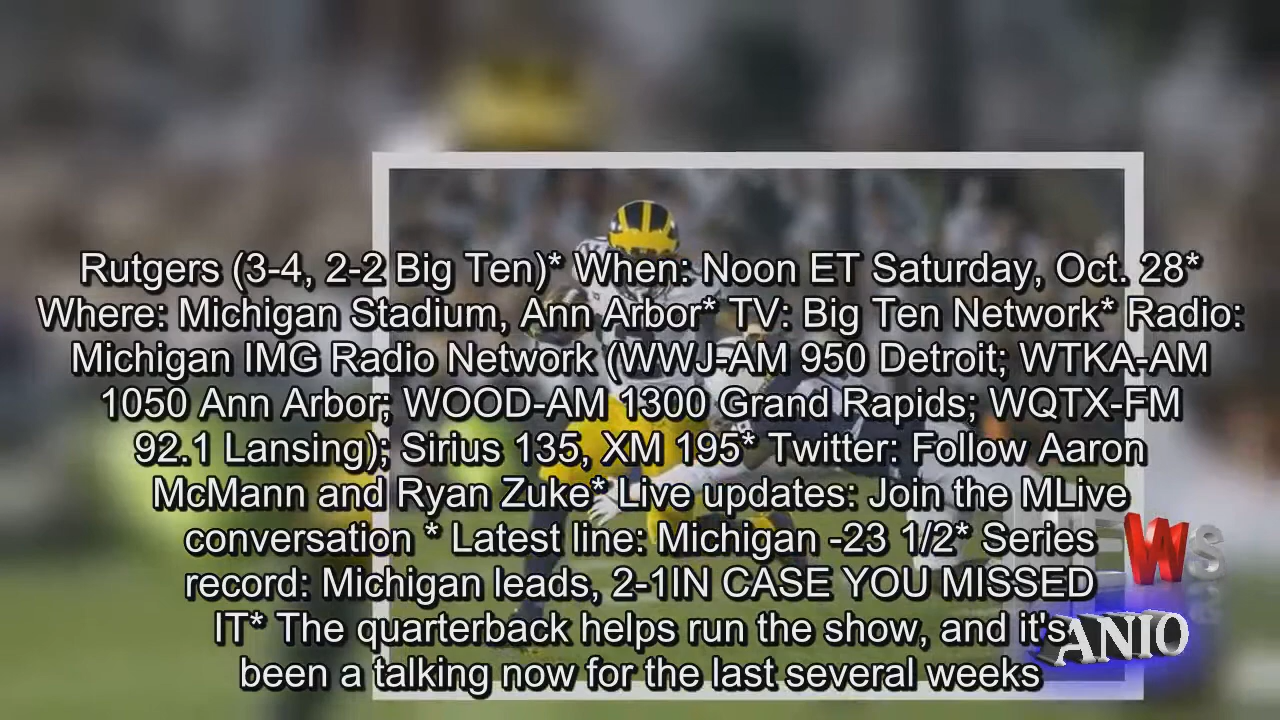 Rutgers (3-4, 2-2 Big Ten)* When: Noon ET Saturday, Oct. 28*
Where: Michigan Stadium, Ann Arbor* TV: Big Ten Network* Radio:
Michigan IMG Radio Network (WWJ-AM 950 Detroit; WTKA-AM
1050 Ann Arbor; WOOD-AM 1300 Grand Rapids; WQTX-FM
92.1 Lansing); Sirius 135, XM 195* Twitter: Follow Aaron
McMann and Ryan Zuke* Live updates: Join the MLive
conversation * Latest line: Michigan -23 1/2* Series
record: Michigan leads, 2-1IN CASE YOU MISSED
IT* The quarterback helps run the show, and it's
been a talking now for the last several weeks
NEWS
ANIO